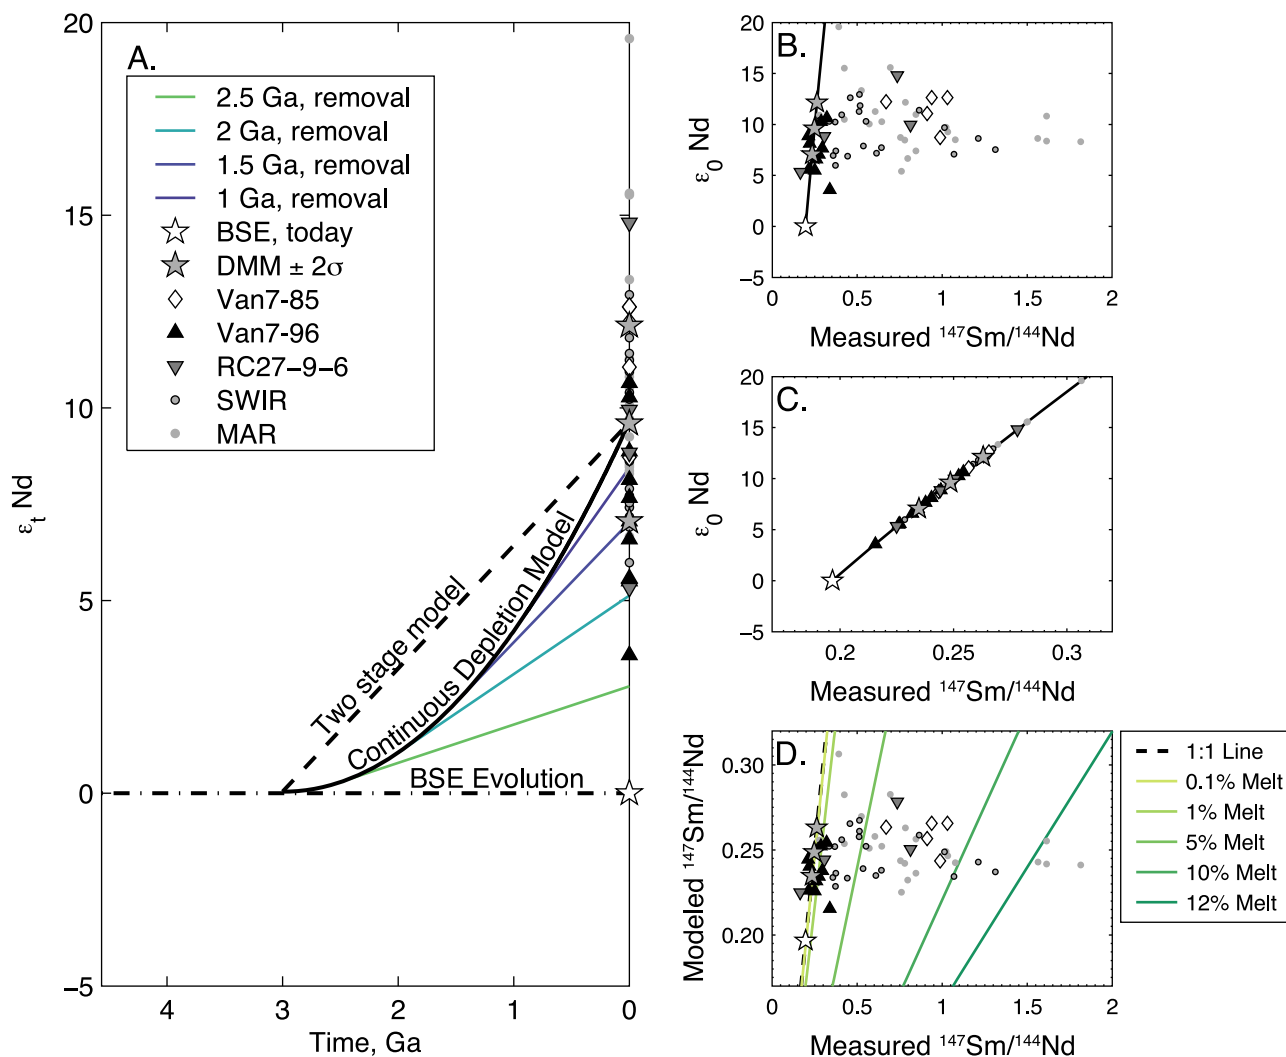 A.
2.5 Ga, removal
2 Ga, removal
1.5 Ga, removal
1 Ga, removal
BSE, today
DMM ± 2σ
Van7-85
Van7-96
RC27−9−6
SWIR
MAR
20
15
10
5
0
−5
ε_t Nd
Two stage model
Continuous Depletion Model
BSE Evolution
4
3
2
1
0
Time, Ga
B.
20
15
10
5
0
−5
ε_0 Nd
0
0.5
1
1.5
2
Measured ¹⁴⁷Sm/¹⁴⁴Nd
C.
20
15
10
5
0
−5
ε_0 Nd
0.2
0.25
0.3
Measured ¹⁴⁷Sm/¹⁴⁴Nd
D.
0.30
0.25
0.20
Modeled ¹⁴⁷Sm/¹⁴⁴Nd
0
0.5
1
1.5
2
Measured ¹⁴⁷Sm/¹⁴⁴Nd
1:1 Line
0.1% Melt
1% Melt
5% Melt
10% Melt
12% Melt